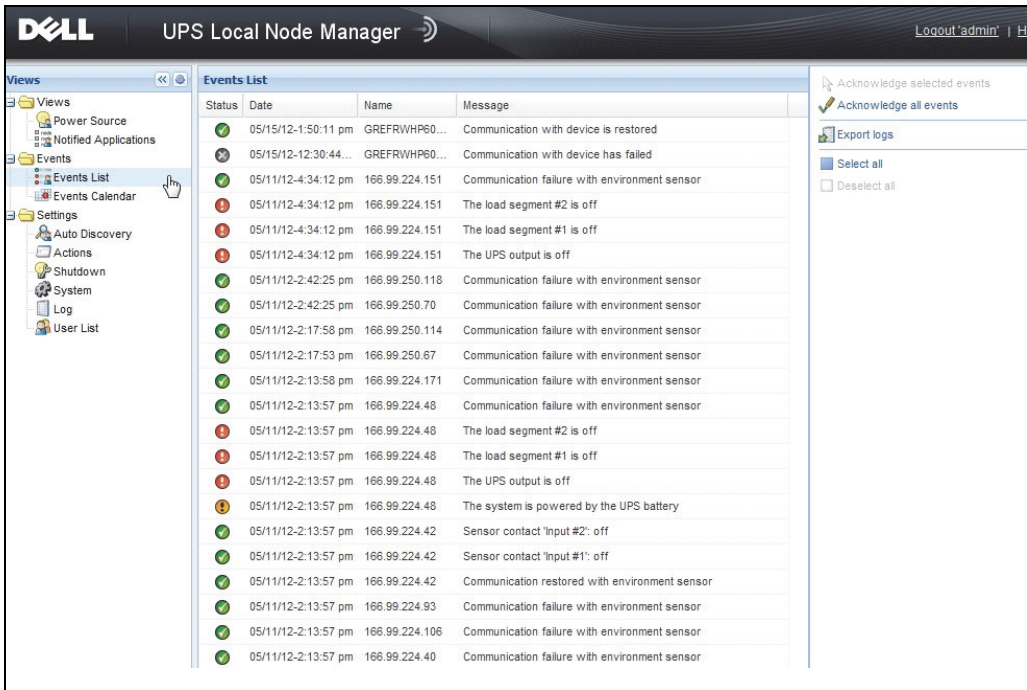 DELL UPS Local Node Manager Logout 'admin' | H
Views
Views
Power Source
Notified Applications
Events
Events List
Events Calendar
Settings
Auto Discovery
Actions
Shutdown
System
Log
User List
Events List
Status Date Name Message
05/15/12-1:50:11 pm GREFRWHP60... Communication with device is restored
05/15/12-12:30:44... GREFRWHP60... Communication with device has failed
05/11/12-4:34:12 pm 166.99.224.151 Communication failure with environment sensor
05/11/12-4:34:12 pm 166.99.224.151 The load segment #2 is off
05/11/12-4:34:12 pm 166.99.224.151 The load segment #1 is off
05/11/12-4:34:12 pm 166.99.224.151 The UPS output is off
05/11/12-2:42:25 pm 166.99.250.118 Communication failure with environment sensor
05/11/12-2:42:25 pm 166.99.250.70 Communication failure with environment sensor
05/11/12-2:17:58 pm 166.99.250.114 Communication failure with environment sensor
05/11/12-2:17:53 pm 166.99.250.67 Communication failure with environment sensor
05/11/12-2:13:58 pm 166.99.224.171 Communication failure with environment sensor
05/11/12-2:13:57 pm 166.99.224.48 Communication failure with environment sensor
05/11/12-2:13:57 pm 166.99.224.48 The load segment #2 is off
05/11/12-2:13:57 pm 166.99.224.48 The load segment #1 is off
05/11/12-2:13:57 pm 166.99.224.48 The UPS output is off
05/11/12-2:13:57 pm 166.99.224.48 The system is powered by the UPS battery
05/11/12-2:13:57 pm 166.99.224.42 Sensor contact 'Input #2': off
05/11/12-2:13:57 pm 166.99.224.42 Sensor contact 'Input #1': off
05/11/12-2:13:57 pm 166.99.224.42 Communication restored with environment sensor
05/11/12-2:13:57 pm 166.99.224.93 Communication failure with environment sensor
05/11/12-2:13:57 pm 166.99.224.106 Communication failure with environment sensor
05/11/12-2:13:57 pm 166.99.224.40 Communication failure with environment sensor
Acknowledge selected events
Acknowledge all events
Export logs
Select all
Deselect all